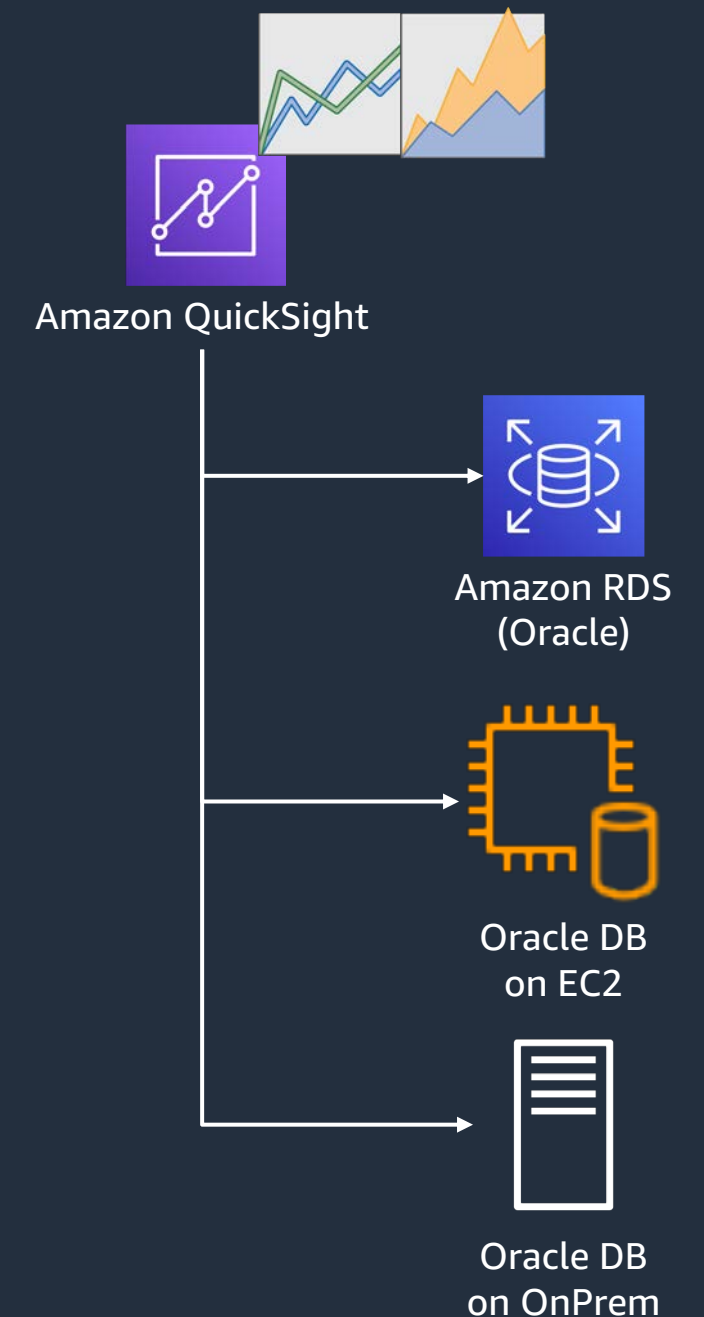 Amazon QuickSight
Amazon RDS
(Oracle)
Oracle DB
on EC2
Oracle DB
on OnPrem